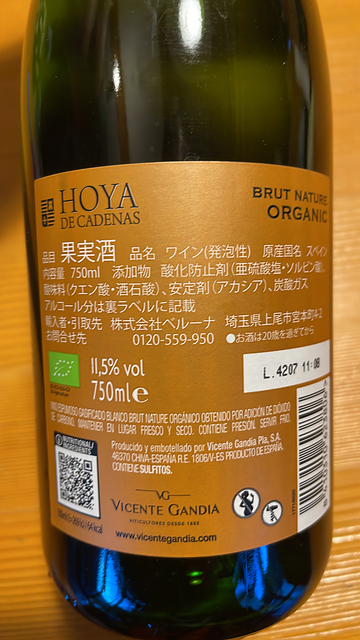 HOYA
DE CADENAS
BRUT NATURE
ORGANIC
品目 果実酒 品名 ワイン(発泡性) 原産国名 スペイン
内容量 750ml 添加物 酸化防止剤(亜硫酸塩・ソルビン酸)、
酸味料(クエン酸・酒石酸)、安定剤(アカシア)、炭酸ガス
アルコール分は裏ラベルに記載
輸入者・引取先 株式会社ベルーナ 埼玉県上尾市宮本町4-2
お問合せ先 0120-559-950 ●お酒は20歳を過ぎてから
11,5% vol
750ml e
L.4207 11:08
VINO ESPUMOSO GASIFICADO BLANCO BRUT NATURE ORGÁNICO OBTENIDO POR ADICIÓN DE DIÓXIDO
DE CARBONO. MANTENER EN LUGAR FRESCO Y SECO. CONTIENE PRESIÓN. SERVIR FRÍO.
NUTRITIONAL/
INGREDIENTS
Producido y embotellado por Vicente Gandia Pla, S.A.
46370 CHIVA-ESPAÑA R.E. 1806/V-ES PRODUCTO DE ESPAÑA.
CONTIENE SULFITOS.
VG
VICENTE GANDIA
VITICULTORES DESDE 1885
www.vicentegandia.com